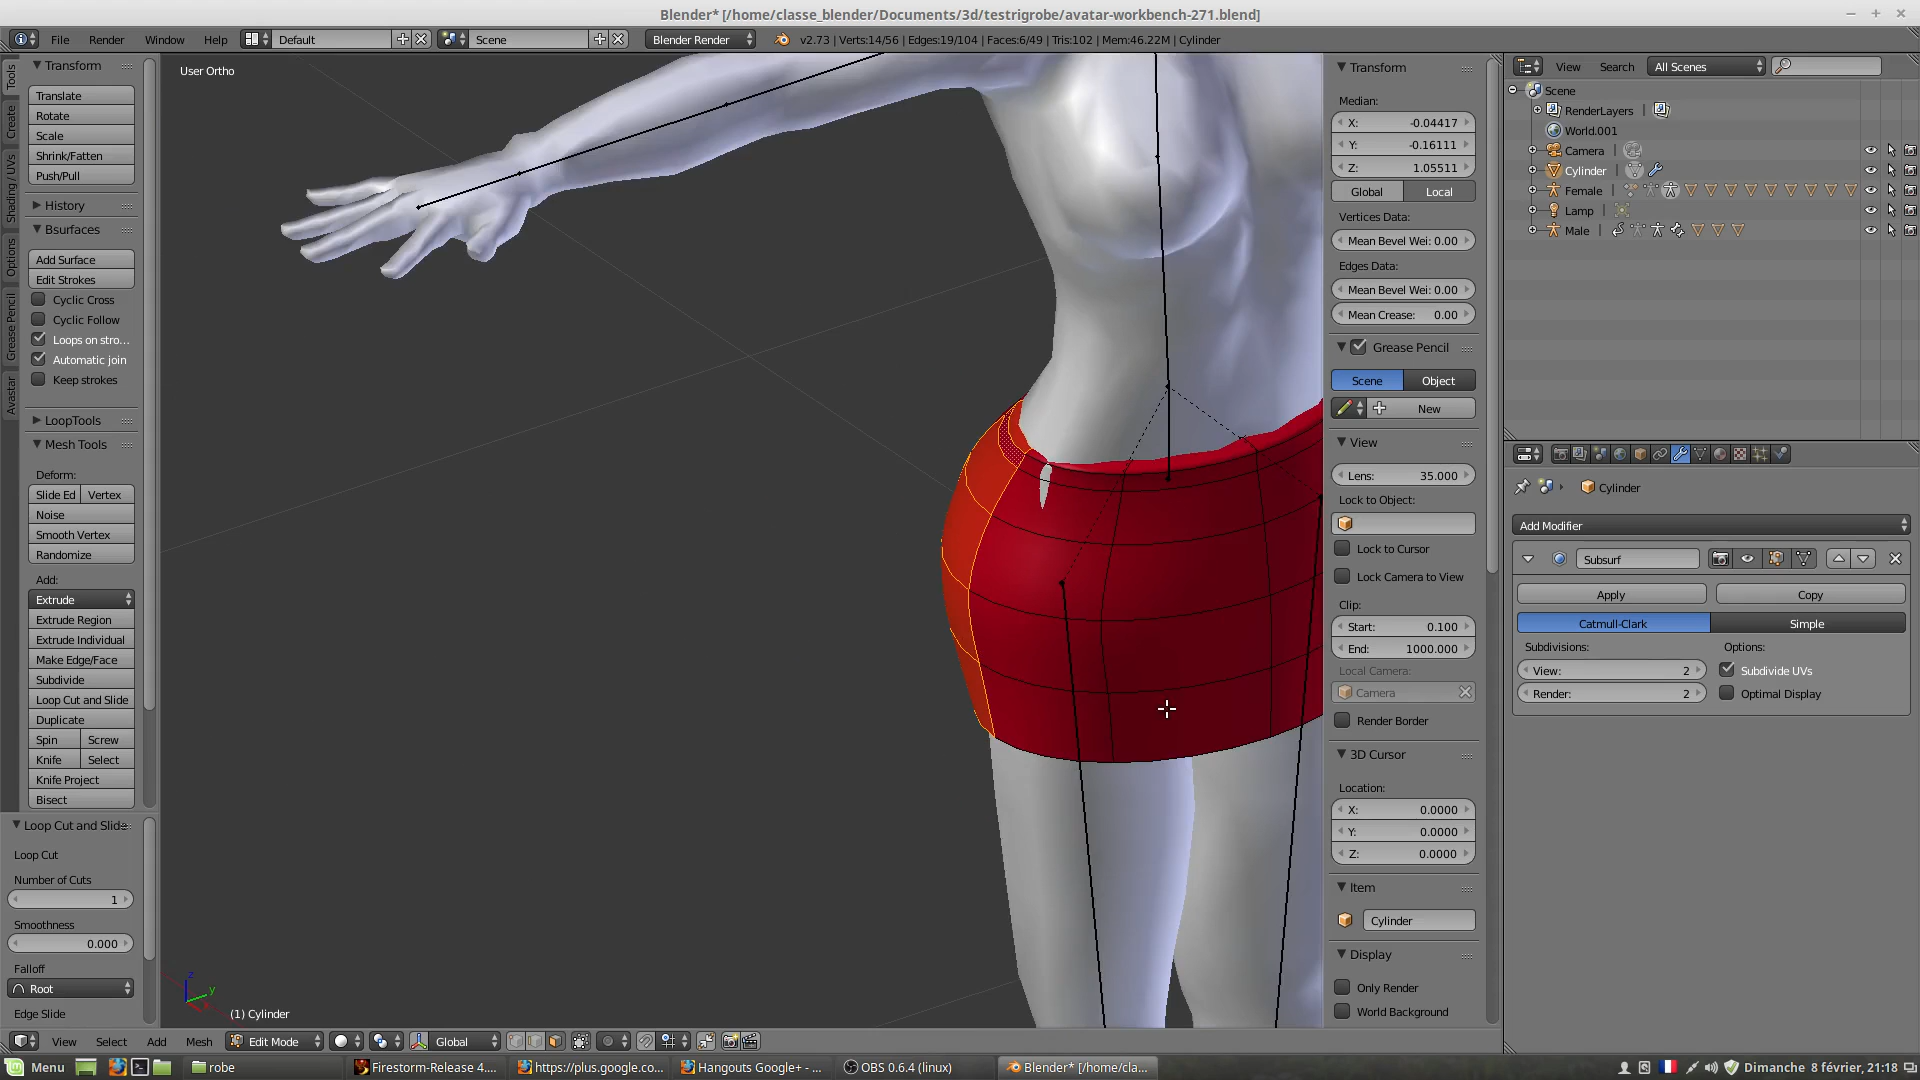 Blender* [/home/classe_blender/Documents/3d/testrigrobe/avatar-workbench-271.blend]
File Render Window Help Default Scene Blender Render v2.73 | Verts:14/56 | Edges:19/104 | Faces:6/49 | Tris:102 | Mem:46.22M | Cylinder
Tools
Create
Shading / UVs
Options
Grease Pencil
Avastar
Transform
Translate
Rotate
Scale
Shrink/Fatten
Push/Pull
History
Bsurfaces
Add Surface
Edit Strokes
Cyclic Cross
Cyclic Follow
Loops on stro...
Automatic join
Keep strokes
LoopTools
Mesh Tools
Deform:
Slide Ed Vertex
Noise
Smooth Vertex
Randomize
Add:
Extrude
Extrude Region
Extrude Individual
Make Edge/Face
Subdivide
Loop Cut and Slide
Duplicate
Spin Screw
Knife Select
Knife Project
Bisect
Loop Cut and Slide
Loop Cut
Number of Cuts
1
Smoothness
0.000
Falloff
Root
Edge Slide
User Ortho
z
y
(1) Cylinder
Transform
Median:
X: -0.04417
Y: -0.16111
Z: 1.05511
Global Local
Vertices Data:
Mean Bevel Wei: 0.00
Edges Data:
Mean Bevel Wei: 0.00
Mean Crease: 0.00
Grease Pencil
Scene Object
New
View
Lens: 35.000
Lock to Object:
Lock to Cursor
Lock Camera to View
Clip:
Start: 0.100
End: 1000.000
Local Camera:
Camera
Render Border
3D Cursor
Location:
X: 0.0000
Y: 0.0000
Z: 0.0000
Item
Cylinder
Display
Only Render
World Background
View Search All Scenes
Scene
RenderLayers
World.001
Camera
Cylinder
Female
Lamp
Male
Cylinder
Add Modifier
Subsurf
Apply Copy
Catmull-Clark Simple
Subdivisions: Options:
View: 2 Subdivide UVs
Render: 2 Optimal Display
View Select Add Mesh Edit Mode Global
Menu robe Firestorm-Release 4.... https://plus.google.co... Hangouts Google+ - ... OBS 0.6.4 (linux) Blender* [/home/cla... Dimanche 8 février, 21:18